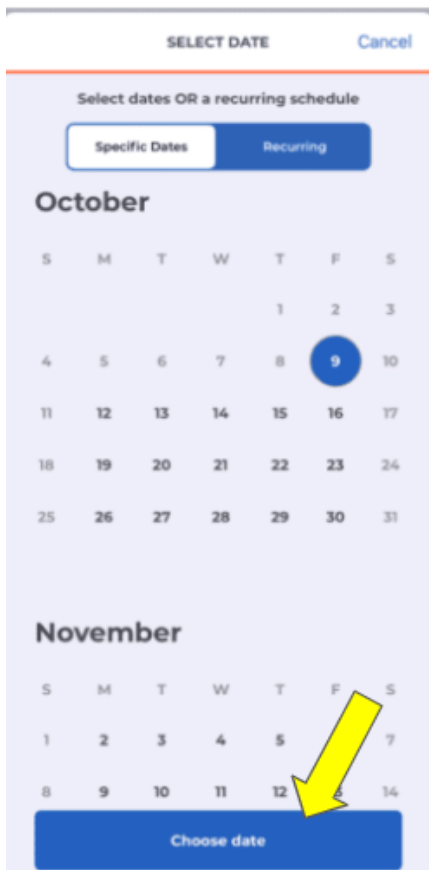 SELECT DATE Cancel
Select dates OR a recurring schedule
Specific Dates Recurring
October
S M T W T F S
1 2 3
4 5 6 7 8 9 10
11 12 13 14 15 16 17
18 19 20 21 22 23 24
25 26 27 28 29 30 31
November
S M T W T F S
1 2 3 4 5 7
8 9 10 11 12 14
Choose date